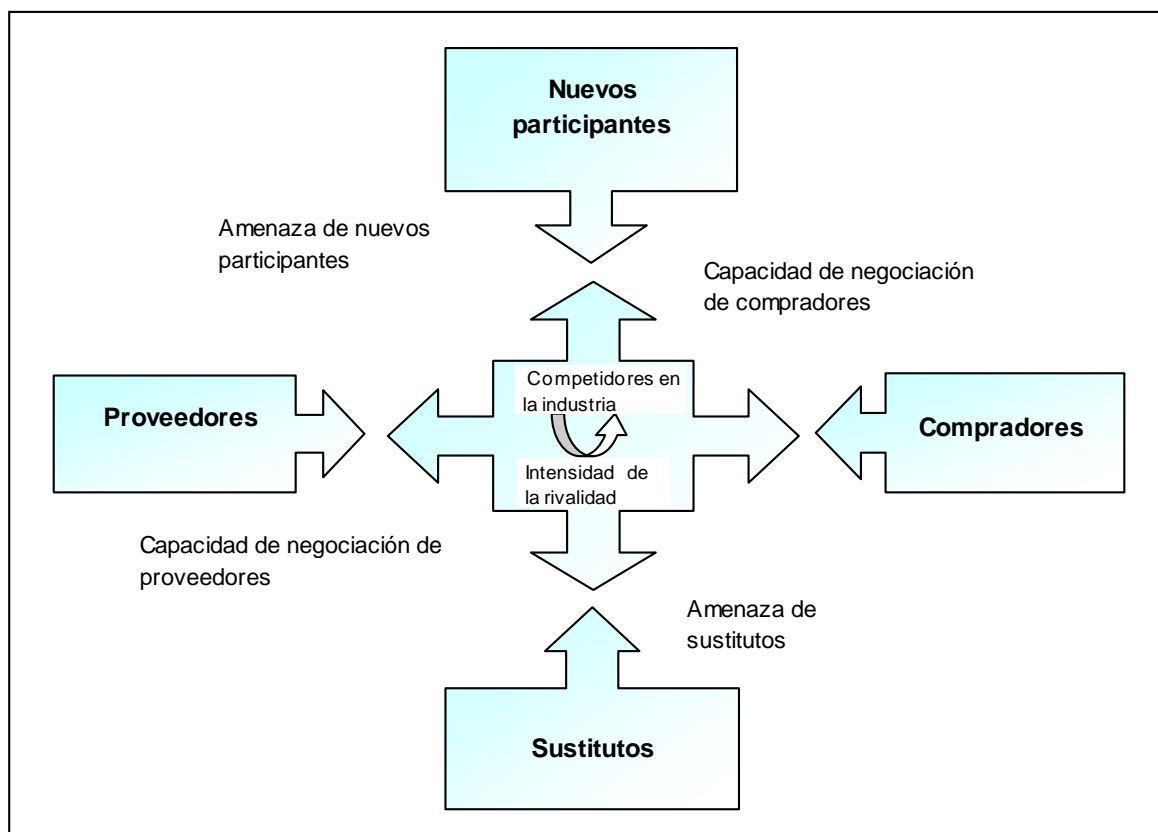 Nuevos
participantes
Amenaza de nuevos
participantes
Capacidad de negociación
de compradores
Proveedores
Competidores en
la industria
Intensidad de
la rivalidad
Compradores
Capacidad de negociación de
proveedores
Amenaza de
sustitutos
Sustitutos